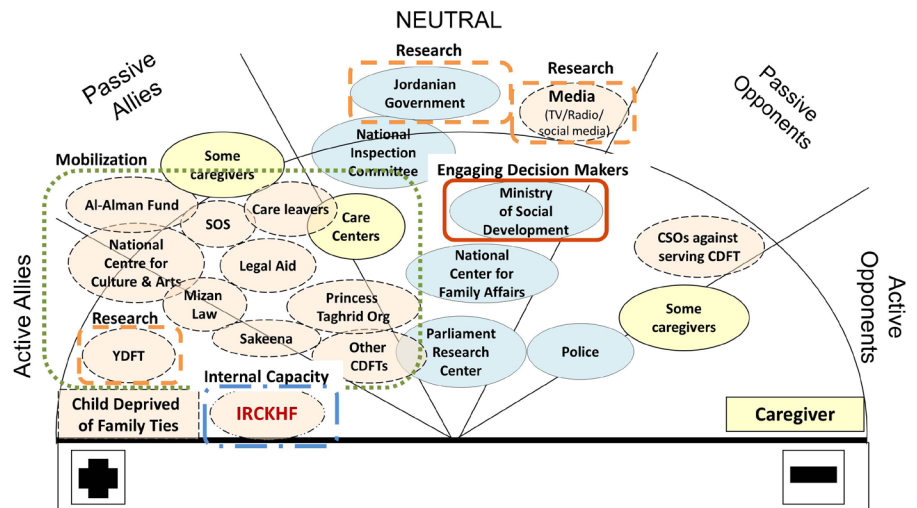 NEUTRAL
Passive
Allies
Passive
Opponents
Research
Jordanian
Government
Research
Media
(TV/Radio/
social media)
National
Inspection
Committee
Mobilization
Some
caregivers
Engaging Decision Makers
Ministry
of Social
Development
Al-Alman Fund
SOS
Care leavers
Care
Centers
CSOs against
serving CDFT
National
Centre for
Culture & Arts
Legal Aid
National
Center for
Family Affairs
Active Allies
Active
Opponents
Mizan
Law
Princess
Taghrid Org
Some
caregivers
Research
YDFT
Sakeena
Other
CDFTs
Parliament
Research
Center
Police
Internal Capacity
Child Deprived
of Family Ties
IRCKHF
Caregiver